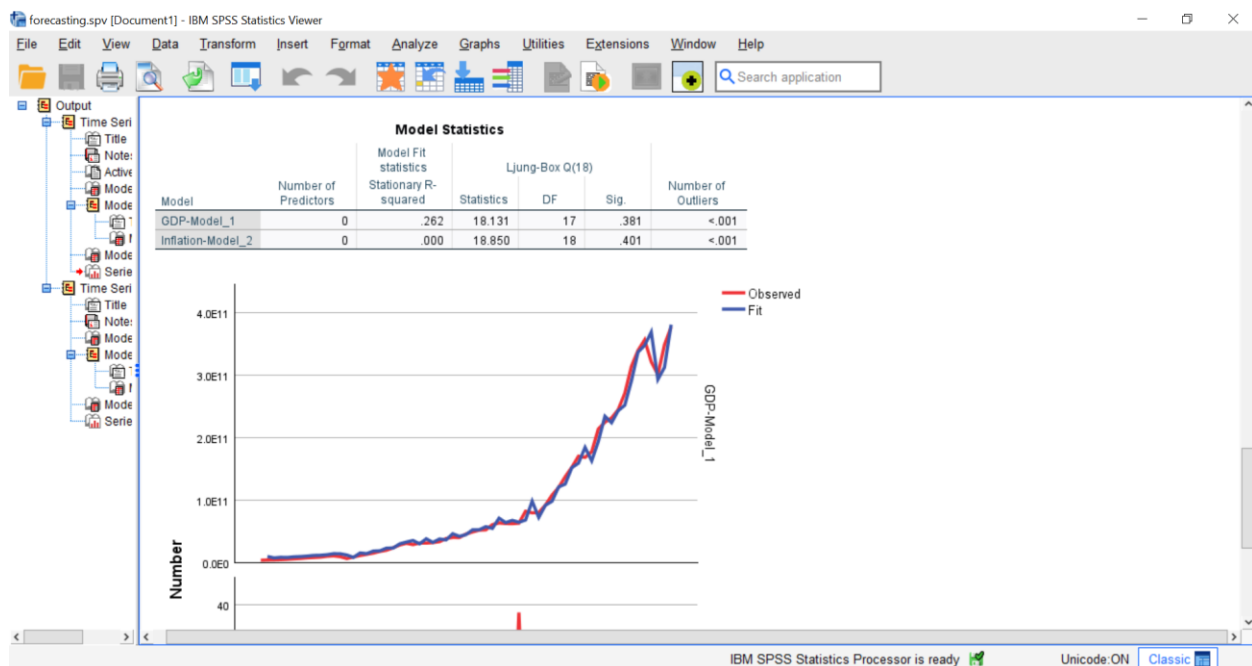 forecasting.spv [Document1] - IBM SPSS Statistics Viewer
File Edit View Data Transform Insert Format Analyze Graphs Utilities Extensions Window Help
Search application
Output
Time Seri
Title
Note:
Active
Mode
Mode
Mode
Serie
Time Seri
Title
Note:
Mode
Mode
Mode
Serie
Model Statistics
Model Fit statistics
Ljung-Box Q(18)
Model
Number of Predictors
Stationary R-squared
Statistics DF Sig.
Number of Outliers
GDP-Model_1 0 .262 18.131 17 .381 <.001
Inflation-Model_2 0 .000 18.850 18 .401 <.001
Observed
Fit
4.0E11
3.0E11
2.0E11
1.0E11
0.0E0
40
Number
GDP-Model_1
IBM SPSS Statistics Processor is ready Unicode:ON Classic